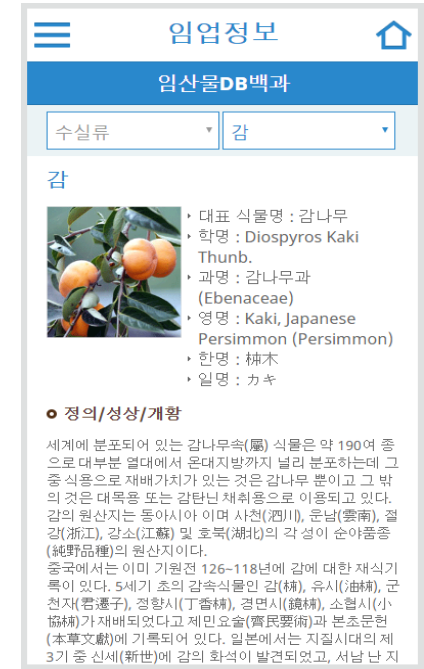 임업정보
임산물DB백과
수실류
감
감
대표 식물명 : 감나무
학명 : Diospyros Kaki
Thunb.
과명 : 감나무과
(Ebenaceae)
영명 : Kaki, Japanese
Persimmon (Persimmon)
한명 : 柿木
일명 : カキ
정의/성상/개황
세계에 분포되어 있는 감나무속(屬) 식물은 약 190여 종
으로 대부분 열대에서 온대지방까지 널리 분포하는데 그
중 식용으로 재배가치가 있는 것은 감나무 뿐이고 그 밖
의 것은 대목용 또는 감탄닌 채취용으로 이용되고 있다.
감의 원산지는 동아시아 이며 사천(泗川), 운남(雲南), 절
강(浙江), 강소(江蘇) 및 호북(湖北)의 각 성이 순야품종
(純野品種)의 원산지이다.
중국에서는 이미 기원전 126~118년에 감에 대한 재식기
록이 있다. 5세기 초의 감속식물인 감(柿), 유시(油柿), 군
천자(君遷子), 정향시(丁香柿), 경면시(鏡柿), 소협시(小
協柿)가 재배되었다고 제민요술(齊民要術)과 본초문헌
(本草文獻)에 기록되어 있다. 일본에서는 지질시대의 제
3기 중 신세(新世)에 감의 화석이 발견되었고, 서남 난 지